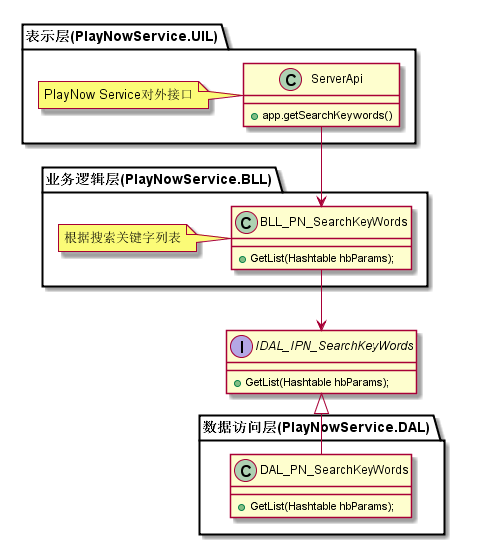 表示层(PlayNowService.UIL)
C ServerApi
PlayNow Service对外接口
app.getSearchKeywords()
业务逻辑层(PlayNowService.BLL)
C BLL_PN_SearchKeyWords
根据搜索关键字列表
GetList(Hashtable hbParams);
I IDAL_IPN_SearchKeyWords
GetList(Hashtable hbParams);
数据访问层(PlayNowService.DAL)
C DAL_PN_SearchKeyWords
GetList(Hashtable hbParams);